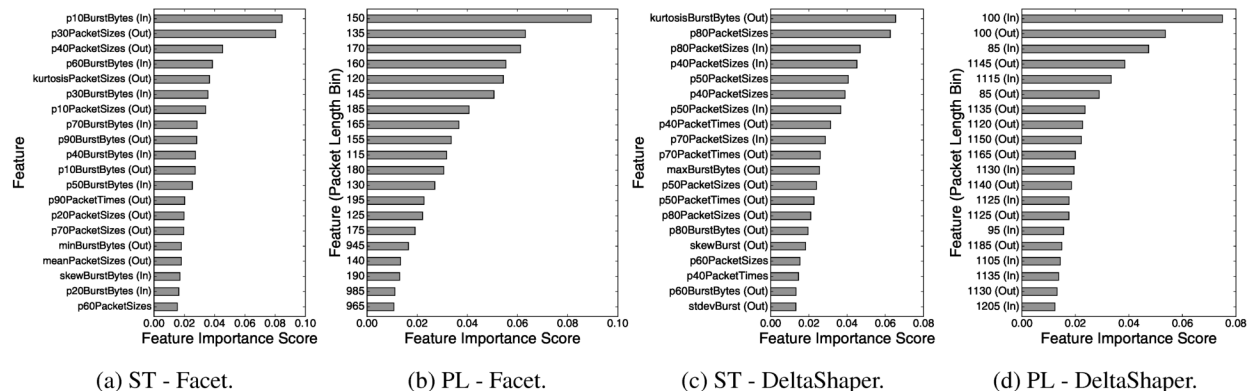 Feature
p10BurstBytes (In)
p30PacketSizes (Out)
p40PacketSizes (Out)
p60BurstBytes (In)
kurtosisPacketSizes (Out)
p30BurstBytes (In)
p10PacketSizes (Out)
p70BurstBytes (In)
p90BurstBytes (Out)
p40BurstBytes (In)
p10BurstBytes (Out)
p50BurstBytes (In)
p90PacketTimes (Out)
p20PacketSizes (Out)
p70PacketSizes (Out)
minBurstBytes (Out)
meanPacketSizes (Out)
skewBurstBytes (In)
p20BurstBytes (In)
p60PacketSizes
0.00 0.02 0.04 0.06 0.08 0.10
Feature Importance Score
(a) ST - Facet.
Feature (Packet Length Bin)
150
135
170
160
120
145
185
165
155
115
180
130
195
125
175
945
140
190
985
965
0.00 0.02 0.04 0.06 0.08 0.10
Feature Importance Score
(b) PL - Facet.
Feature
kurtosisBurstBytes (Out)
p80PacketSizes
p80PacketSizes (In)
p40PacketSizes (In)
p50PacketSizes
p40PacketSizes
p50PacketSizes (In)
p40PacketTimes (Out)
p70PacketSizes (In)
p70PacketTimes (Out)
maxBurstBytes (Out)
p50PacketSizes (Out)
p50PacketTimes (Out)
p80PacketSizes (Out)
p80BurstBytes (Out)
skewBurst (Out)
p60PacketSizes
p40PacketTimes
p60BurstBytes (Out)
stdevBurst (Out)
0.00 0.02 0.04 0.06 0.08
Feature Importance Score
(c) ST - DeltaShaper.
Feature (Packet Length Bin)
100 (In)
100 (Out)
85 (In)
1145 (Out)
1115 (In)
85 (Out)
1135 (Out)
1120 (Out)
1150 (Out)
1165 (Out)
1130 (In)
1140 (Out)
1125 (In)
1125 (Out)
95 (In)
1185 (Out)
1105 (In)
1135 (In)
1130 (Out)
1205 (In)
0.00 0.02 0.04 0.06 0.08
Feature Importance Score
(d) PL - DeltaShaper.